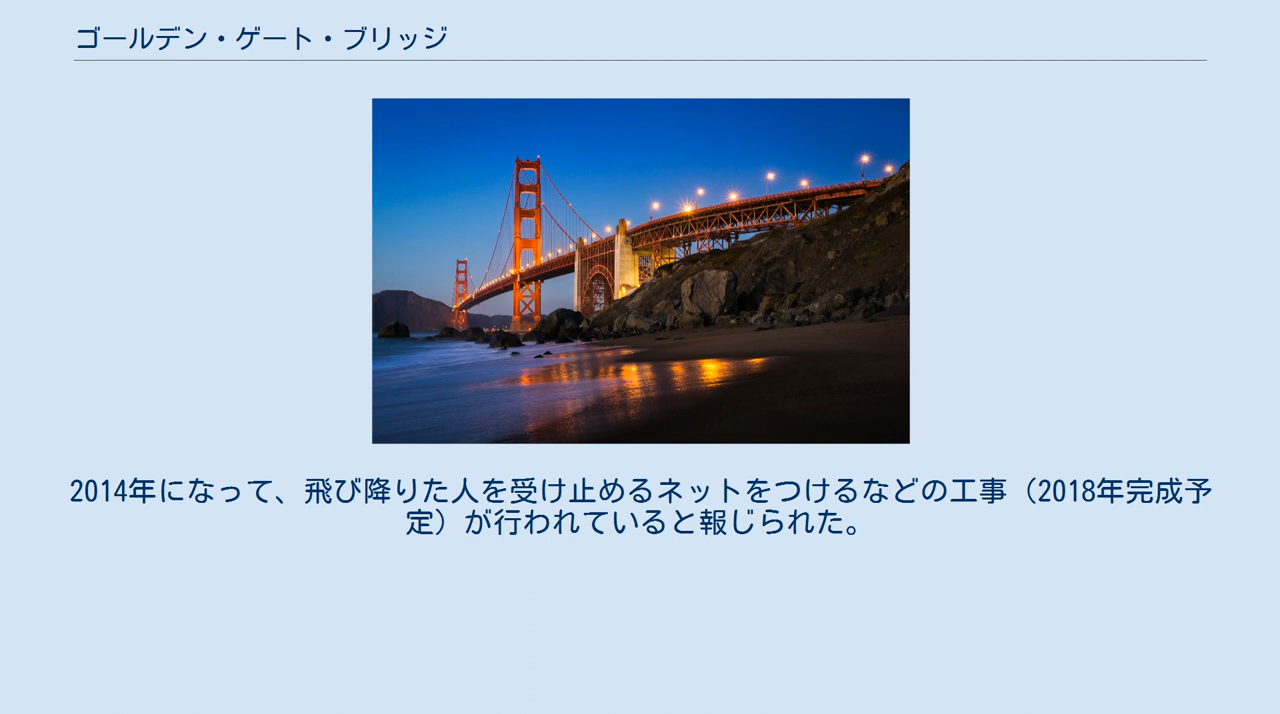 ゴールデン・ゲート・ブリッジ
2014年になって、飛び降りた人を受け止めるネットをつけるなどの工事（2018年完成予
定）が行われていると報じられた。